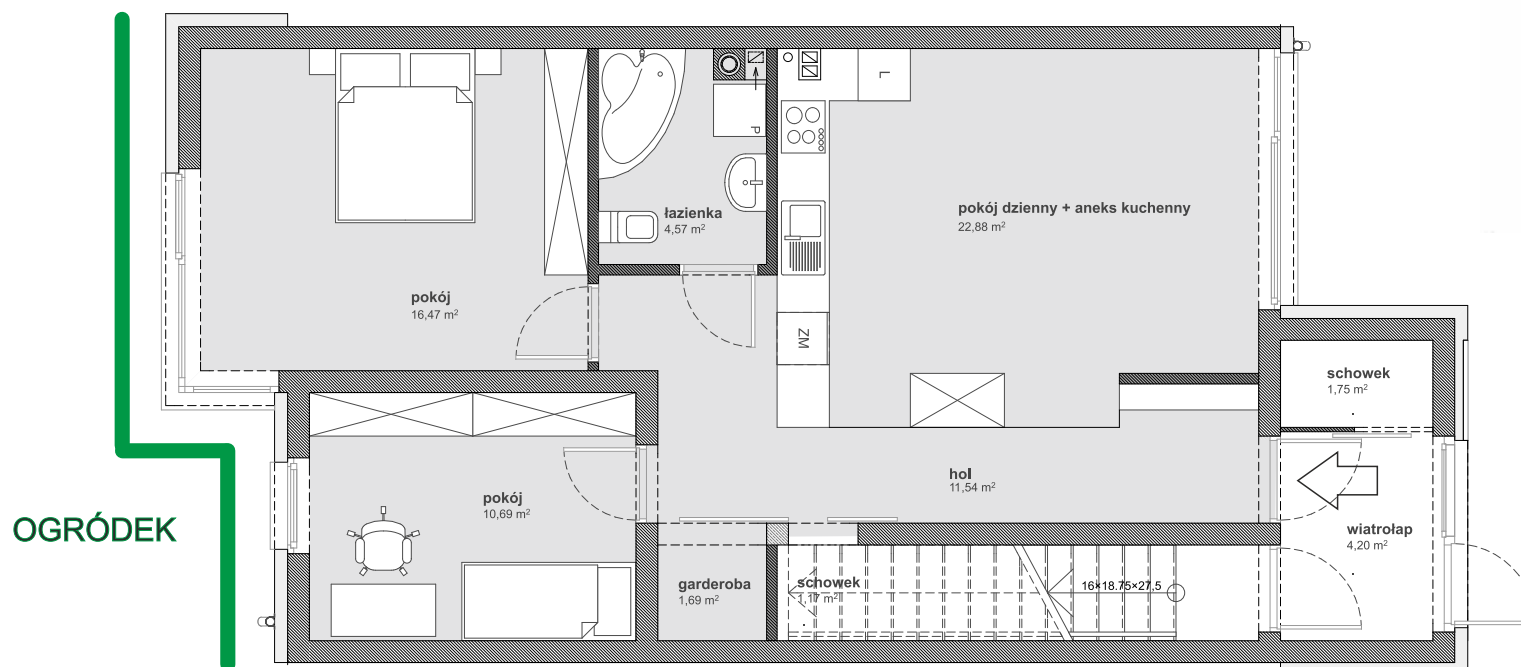 L
P
łazienka
4,57 m²
pokój dzienny + aneks kuchenny
22,88 m²
pokój
16,47 m²
ZM
schowek
1,75 m²
hol
11,54 m²
pokój
10,69 m²
OGRÓDEK
wiatrołap
4,20 m²
garderoba
1,69 m²
schowek
1,17 m²
16×18.75×27,5